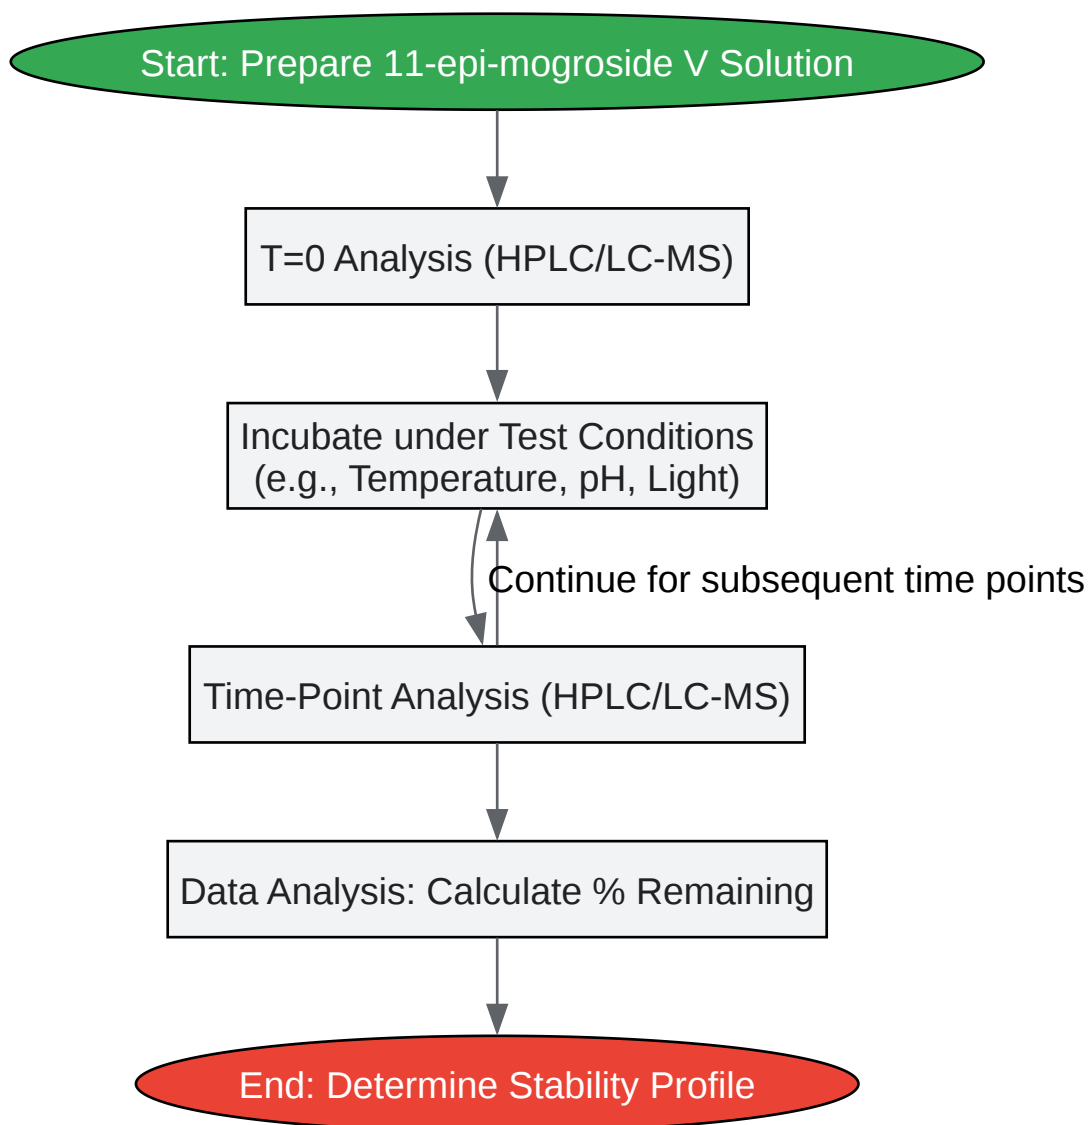 Start: Prepare 11-epi-mogroside V Solution
T=0 Analysis (HPLC/LC-MS)
Incubate under Test Conditions
(e.g., Temperature, pH, Light)
Continue for subsequent time points
Time-Point Analysis (HPLC/LC-MS)
Data Analysis: Calculate % Remaining
End: Determine Stability Profile